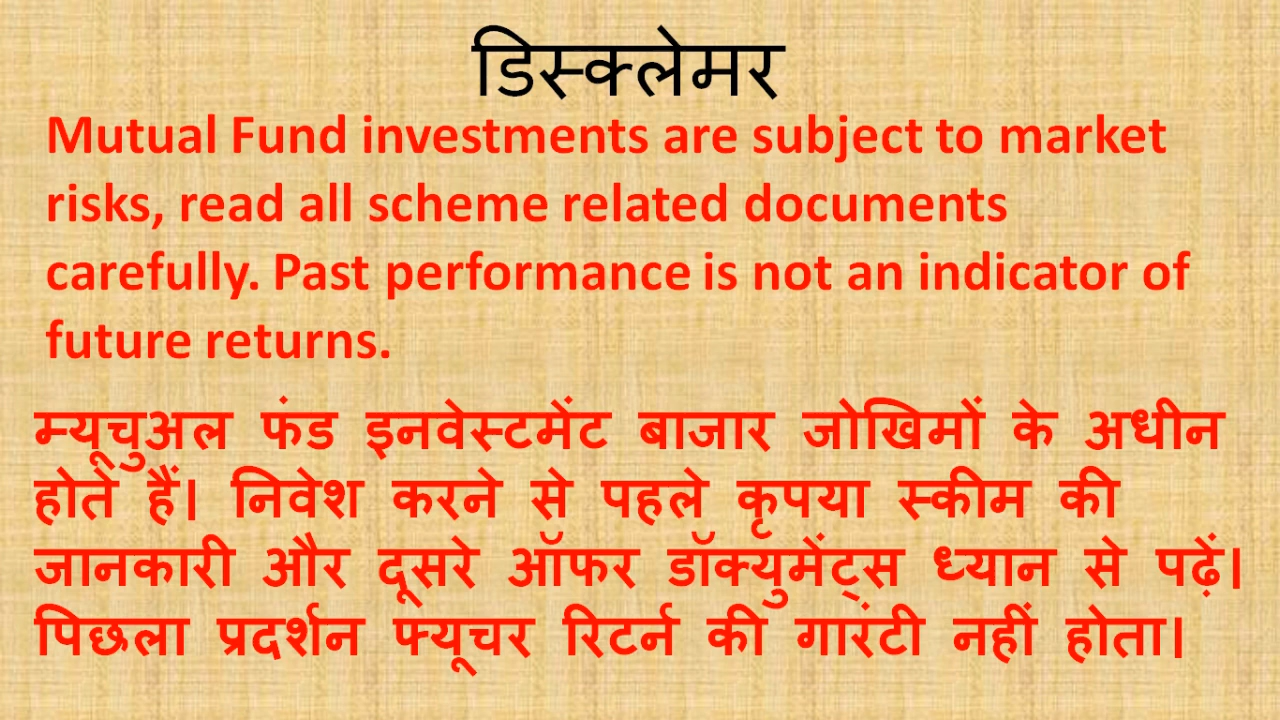 डिस्क्लेमर
Mutual Fund investments are subject to market
risks, read all scheme related documents
carefully. Past performance is not an indicator of
future returns.
म्यूचुअल फंड इनवेस्टमेंट बाजार जोखिमों के अधीन
होते हैं। निवेश करने से पहले कृपया स्कीम की
जानकारी और दूसरे ऑफर डॉक्युमेंट्स ध्यान से पढ़ें।
पिछला प्रदर्शन फ्यूचर रिटर्न की गारंटी नहीं होता।